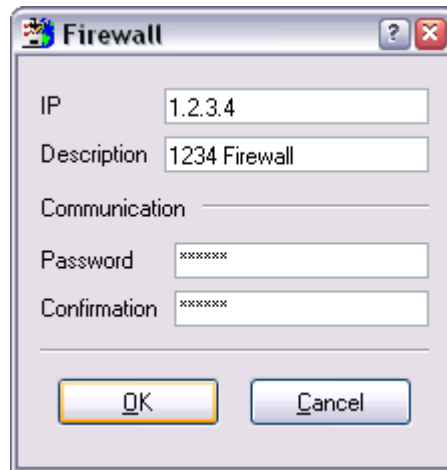 Firewall
IP 1.2.3.4
Description 1234 Firewall
Communication
Password ******
Confirmation ******
OK Cancel